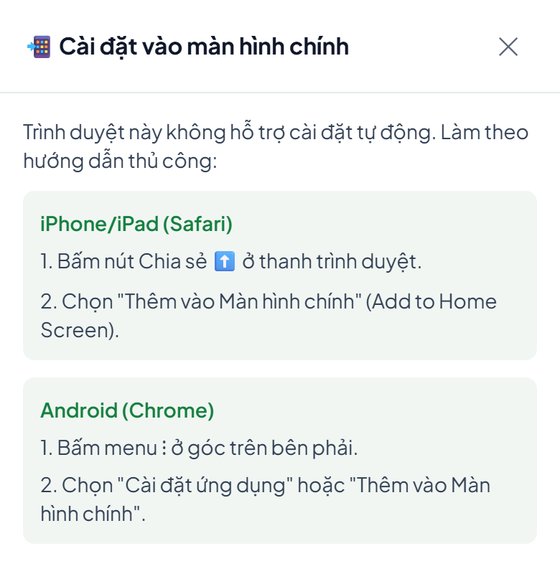 Cài đặt vào màn hình chính
Trình duyệt này không hỗ trợ cài đặt tự động. Làm theo
hướng dẫn thủ công:
iPhone/iPad (Safari)
1. Bấm nút Chia sẻ ⬆️ ở thanh trình duyệt.
2. Chọn "Thêm vào Màn hình chính" (Add to Home
Screen).
Android (Chrome)
1. Bấm menu ⋮ ở góc trên bên phải.
2. Chọn "Cài đặt ứng dụng" hoặc "Thêm vào Màn
hình chính".